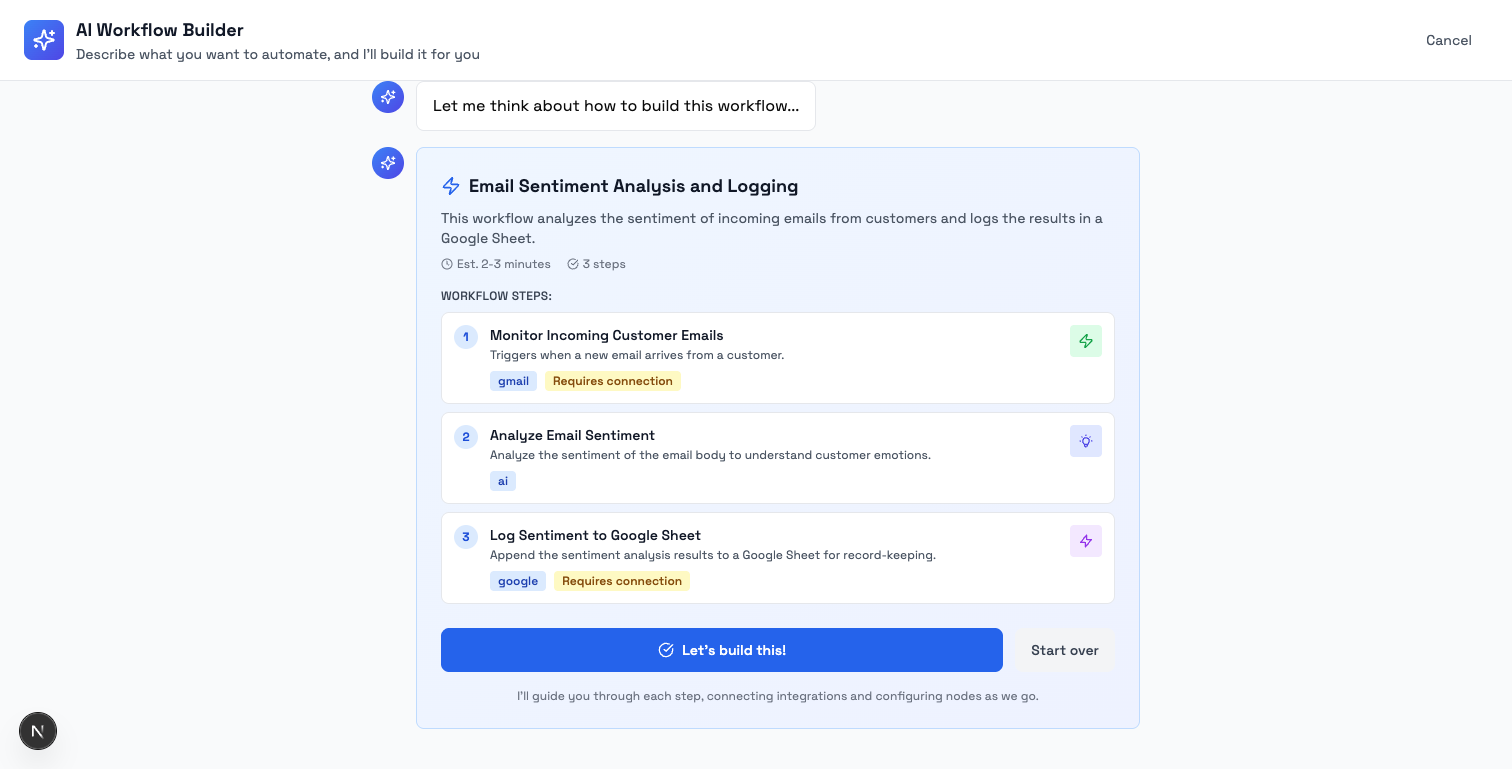 AI Workflow Builder
Describe what you want to automate, and I'll build it for you
Cancel
Let me think about how to build this workflow...
Email Sentiment Analysis and Logging
This workflow analyzes the sentiment of incoming emails from customers and logs the results in a
Google Sheet.
Est. 2-3 minutes 3 steps
WORKFLOW STEPS:
1 Monitor Incoming Customer Emails
Triggers when a new email arrives from a customer.
gmail Requires connection
2 Analyze Email Sentiment
Analyze the sentiment of the email body to understand customer emotions.
ai
3 Log Sentiment to Google Sheet
Append the sentiment analysis results to a Google Sheet for record-keeping.
google Requires connection
Let's build this! Start over
I'll guide you through each step, connecting integrations and configuring nodes as we go.
N